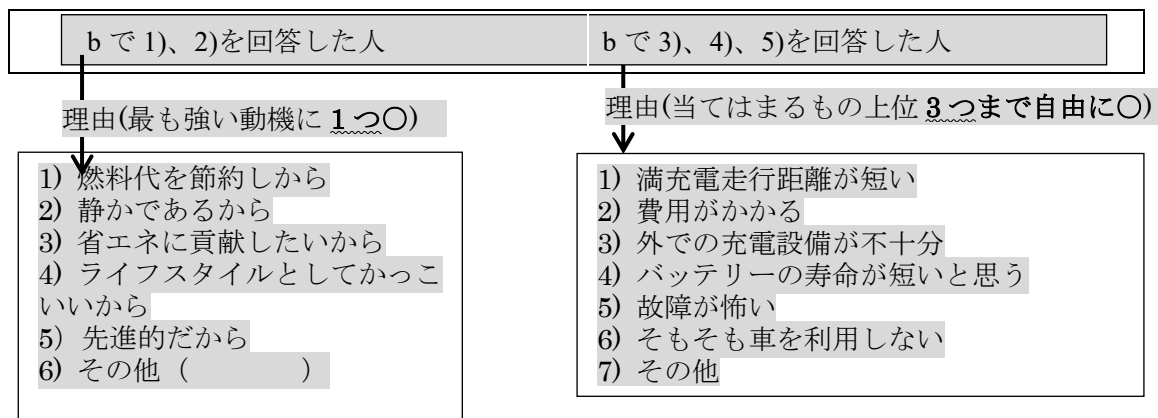 bで1)、2)を回答した人
bで3)、4)、5)を回答した人
理由(最も強い動機に1つ〇)
1) 燃料代を節約しから
2) 静かであるから
3) 省エネに貢献したいから
4) ライフスタイルとしてかっこ
いいから
5) 先進的だから
6) その他（　　　　）
理由(当てはまるもの上位3つまで自由に〇)
1) 満充電走行距離が短い
2) 費用がかかる
3) 外での充電設備が不十分
4) バッテリーの寿命が短いと思う
5) 故障が怖い
6) そもそも車を利用しない
7) その他